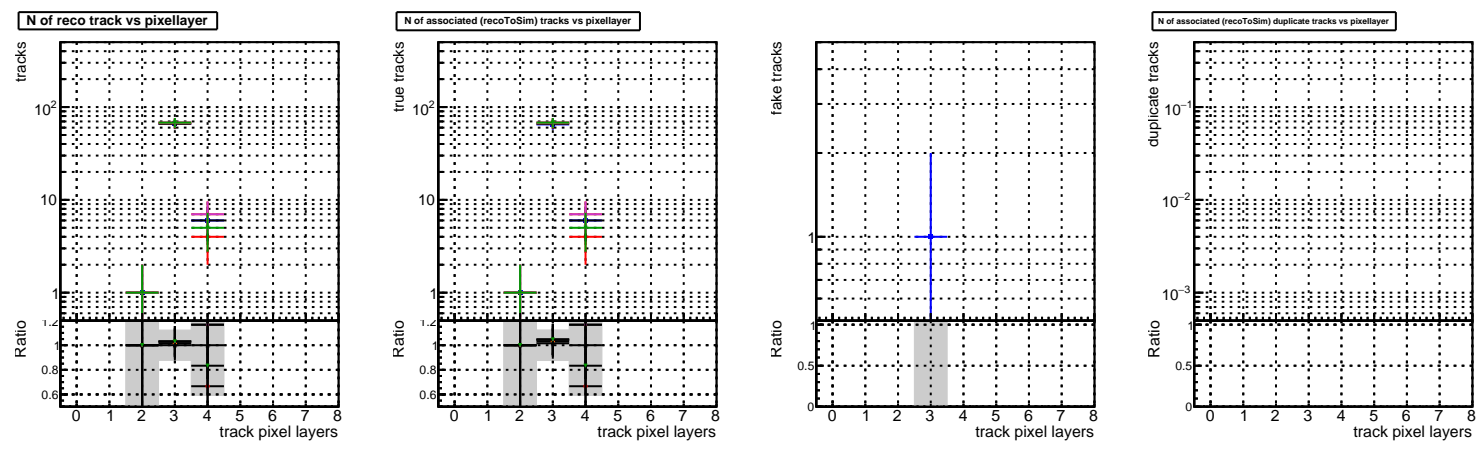 N of reco track vs pixellayer
tracks
10²
10
1
Ratio
1.2
1
0.8
0.6
0 1 2 3 4 5 6 7 8
track pixel layers
N of associated (recoToSim) tracks vs pixellayer
true tracks
10²
10
1
Ratio
1.2
1
0.8
0.6
0 1 2 3 4 5 6 7 8
track pixel layers
fake tracks
1
Ratio
1
0.5
0
0 1 2 3 4 5 6 7 8
track pixel layers
N of associated (recoToSim) duplicate tracks vs pixellayer
duplicate tracks
10⁻¹
10⁻²
10⁻³
Ratio
1
0.5
0
0 1 2 3 4 5 6 7 8
track pixel layers